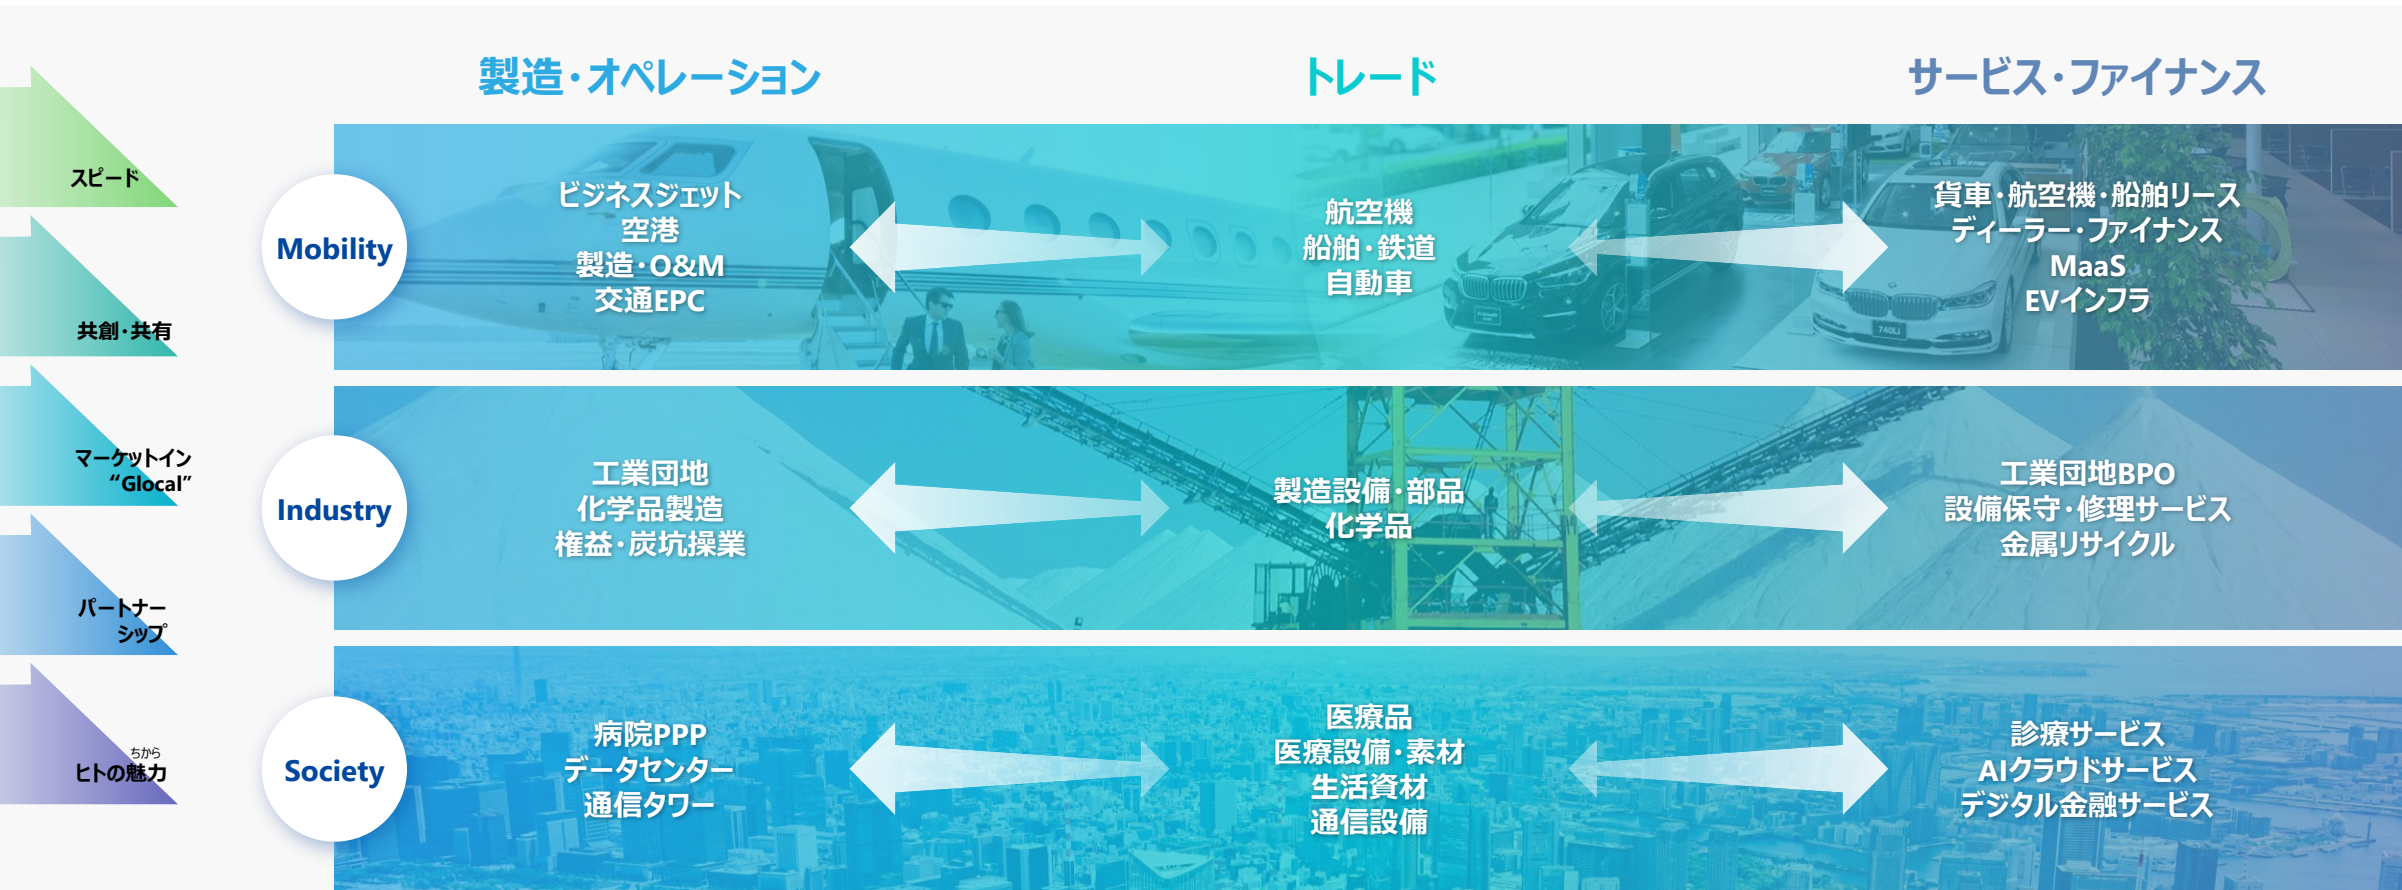 製造・オペレーション
トレード
サービス・ファイナンス
スピード
共創・共有
マーケットイン
“Glocal”
パートナー
シップ
ちから
ヒトの魅力
Mobility
ビジネスジェット
空港
製造・O&M
交通EPC
航空機
船舶・鉄道
自動車
貨車・航空機・船舶リース
ディーラー・ファイナンス
MaaS
EVインフラ
740Li
Industry
工業団地
化学品製造
権益・炭坑操業
製造設備・部品
化学品
工業団地BPO
設備保守・修理サービス
金属リサイクル
Society
病院PPP
データセンター
通信タワー
医療品
医療設備・素材
生活資材
通信設備
診療サービス
AIクラウドサービス
デジタル金融サービス